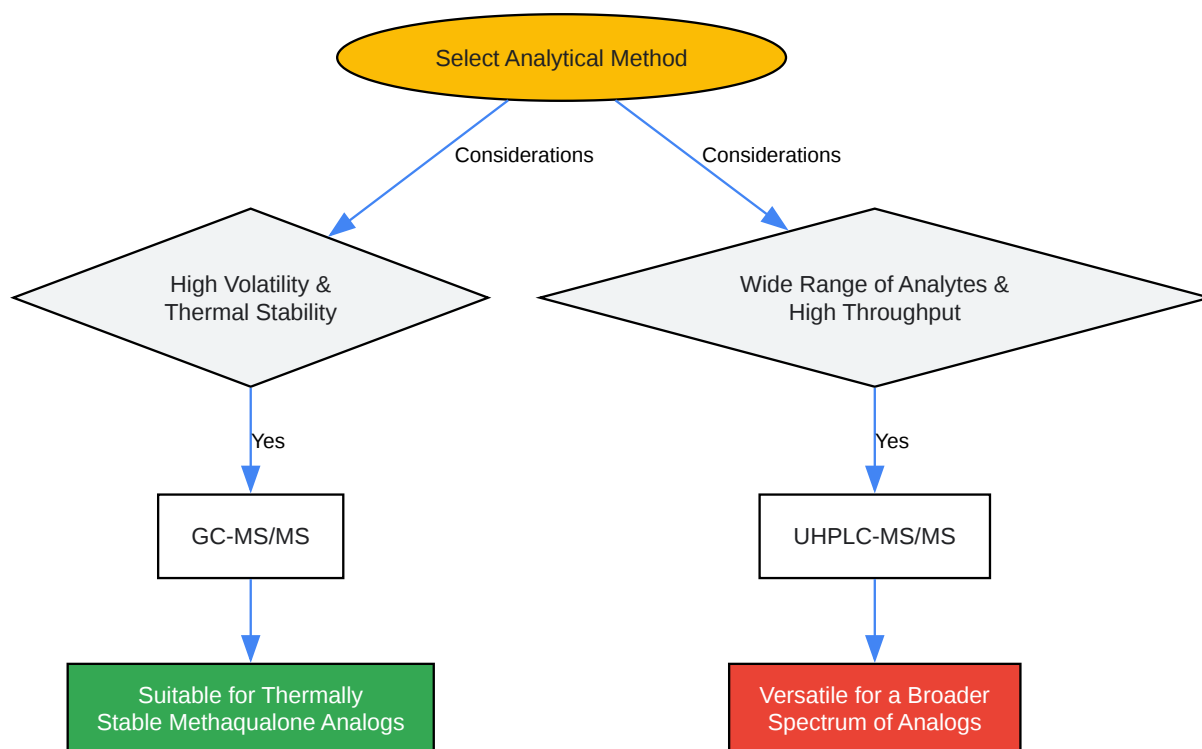 Select Analytical Method
Considerations
Considerations
High Volatility &
Thermal Stability
Wide Range of Analytes &
High Throughput
Yes
Yes
GC-MS/MS
UHPLC-MS/MS
Suitable for Thermally
Stable Methaqualone Analogs
Versatile for a Broader
Spectrum of Analogs